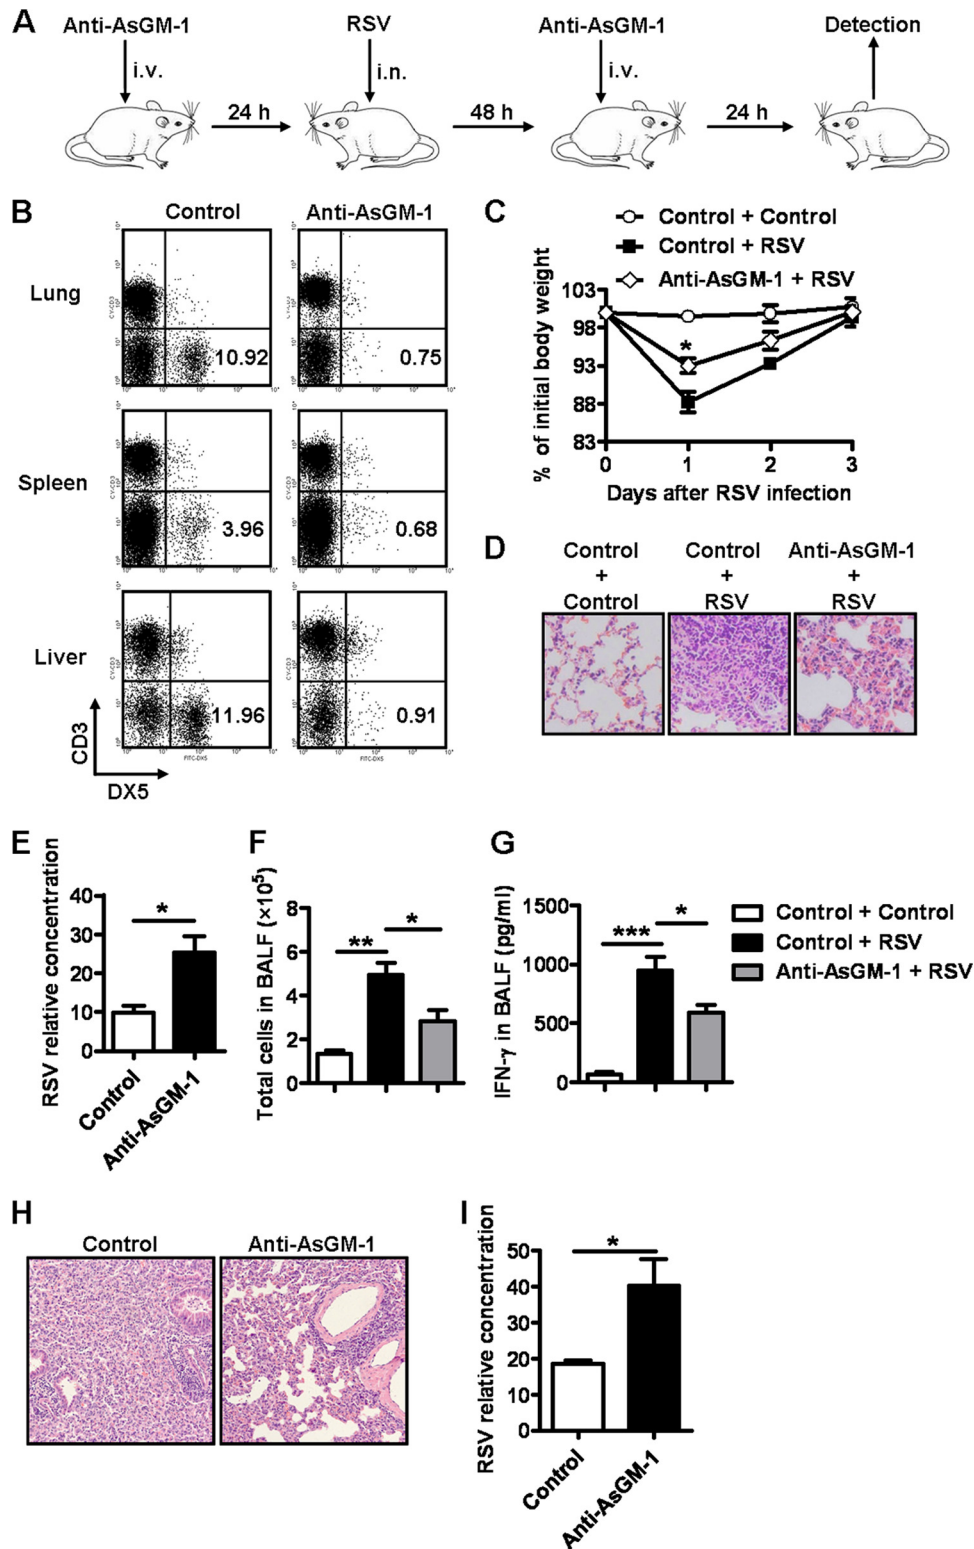 A
Anti-AsGM-1 RSV Anti-AsGM-1 Detection
i.v. i.n. i.v.
24 h 48 h 24 h
B
Control Anti-AsGM-1
Lung
10.92 0.75
Spleen
3.96 0.68
Liver
11.96 0.91
CY-CD3
FITC-DX5 FITC-DX5
CD3
DX5
C
Control + Control
Control + RSV
Anti-AsGM-1 + RSV
% of initial body weight
103
98
93
88
83
*
0 1 2 3
Days after RSV infection
D
Control Control Anti-AsGM-1
+ + +
Control RSV RSV
E
RSV relative concentration
40
30
20
10
0
*
Control
Anti-AsGM-1
F
Total cells in BALF (×10⁵)
8
6
4
2
0
** *
G
IFN-γ in BALF (pg/ml)
1500
1000
500
0
*** *
Control + Control
Control + RSV
Anti-AsGM-1 + RSV
H
Control Anti-AsGM-1
I
RSV relative concentration
50
40
30
20
10
0
*
Control
Anti-AsGM-1